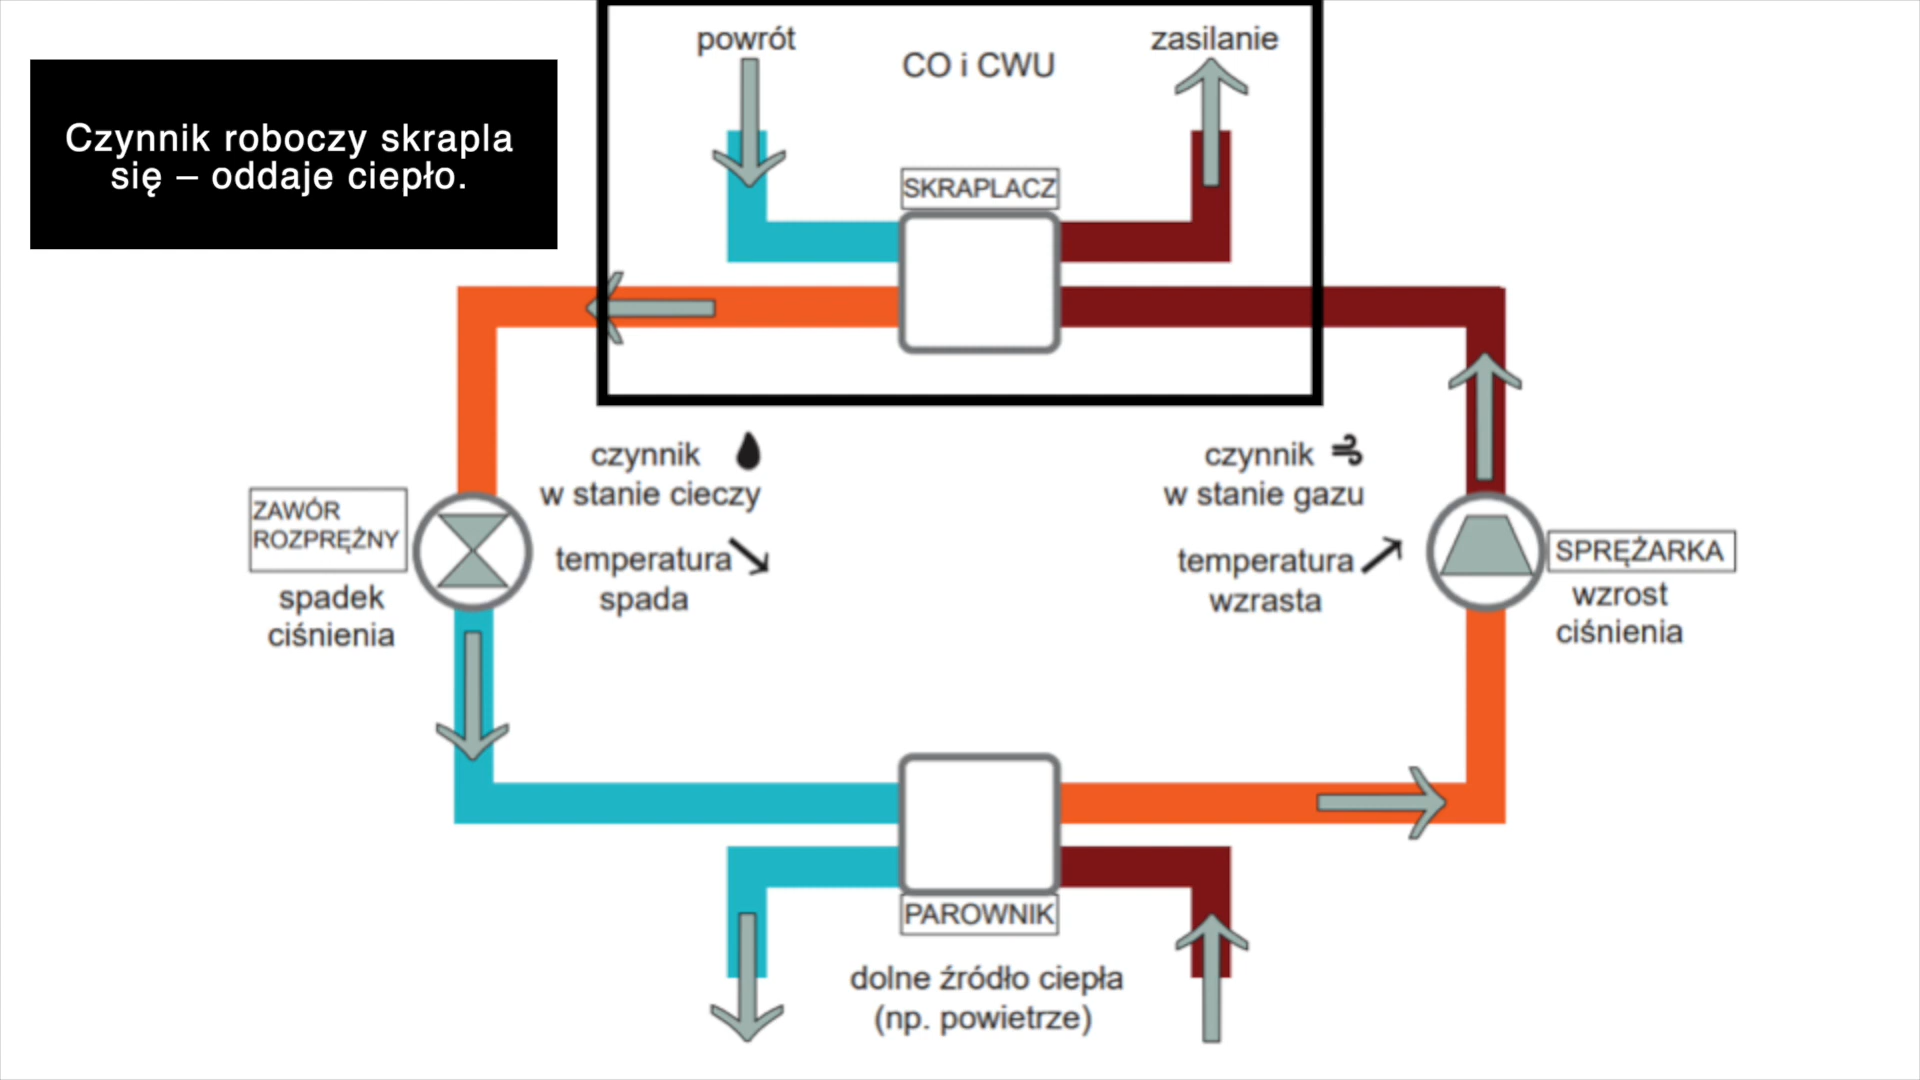 Czynnik roboczy skrapla
się – oddaje ciepło.
powrót
CO i CWU
zasilanie
SKRAPLACZ
czynnik
w stanie cieczy
temperatura
spada
czynnik
w stanie gazu
temperatura
wzrasta
ZAWÓR
ROZPRĘŻNY
spadek
ciśnienia
SPRĘŻARKA
wzrost
ciśnienia
PAROWNIK
dolne źródło ciepła
(np. powietrze)